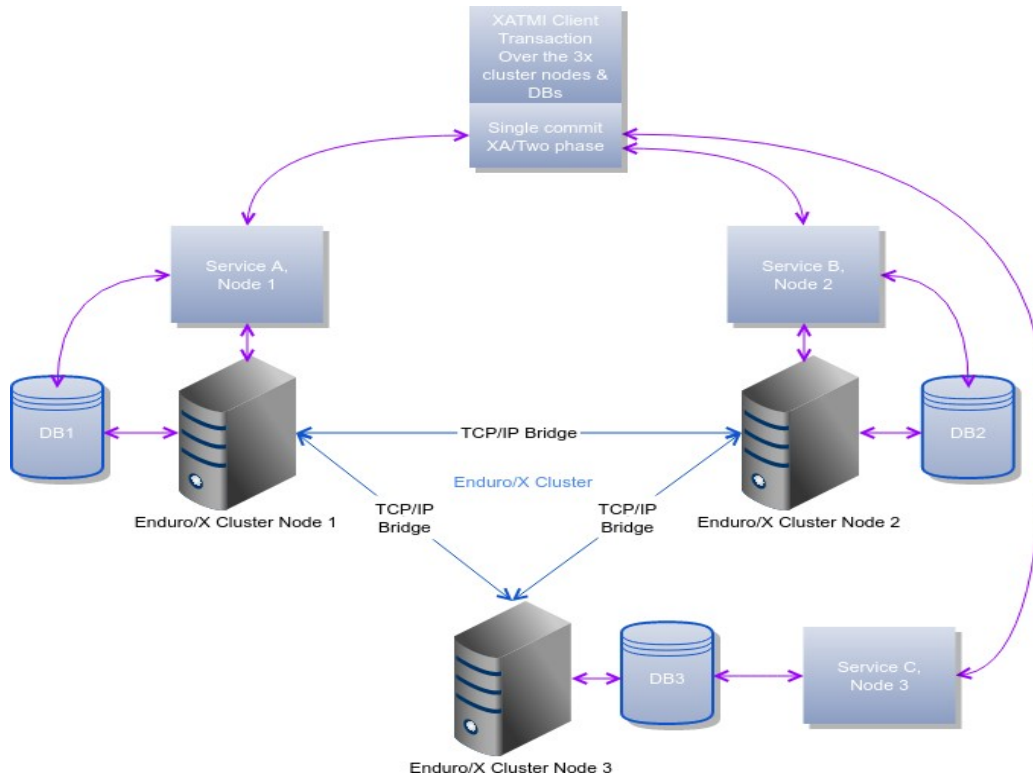 XATMI Client
Transaction
Over the 3x
cluster nodes &
DBs
Single commit
XA/Two phase
Service A,
Node 1
Service B,
Node 2
DB1
TCP/IP Bridge
DB2
Enduro/X Cluster
Enduro/X Cluster Node 1
TCP/IP
Bridge
TCP/IP
Bridge
Enduro/X Cluster Node 2
DB3
Service C,
Node 3
Enduro/X Cluster Node 3